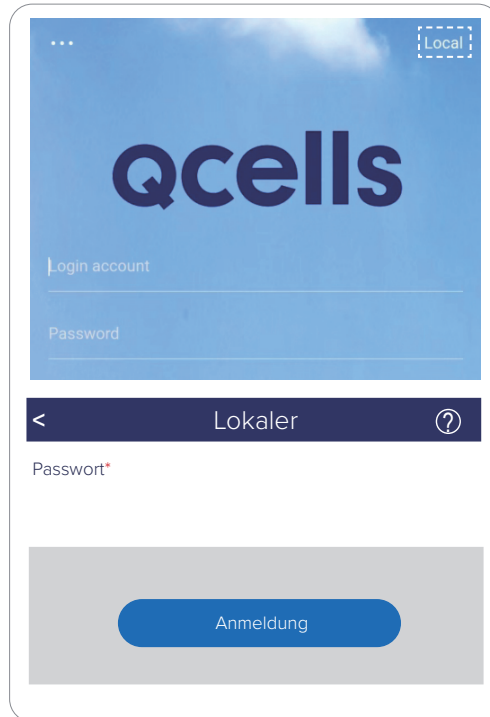 ...
Local
Qcells
Login account
Password
< Lokaler ?
Passwort*
Anmeldung